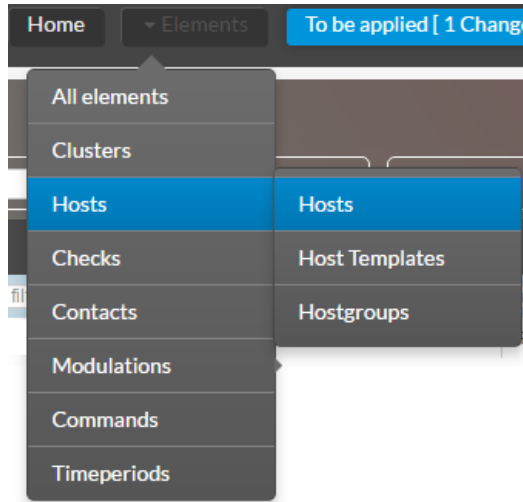 Home Elements To be applied [ 1 Chang
All elements
Clusters
Hosts Hosts
Checks Host Templates
fil
Contacts Hostgroups
Modulations
Commands
Timeperiods